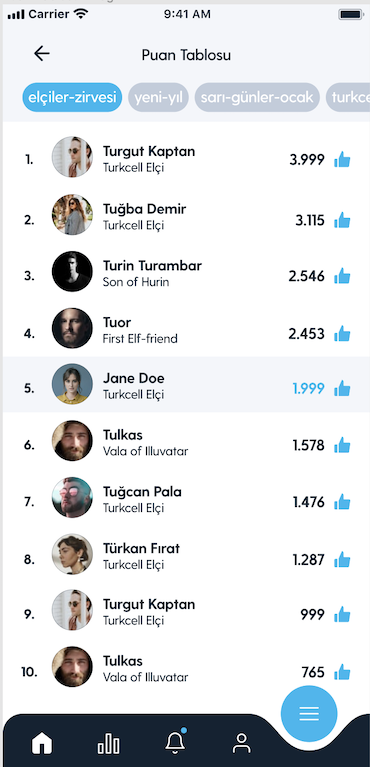 Carrier 9:41 AM
Puan Tablosu
elçiler-zirvesi yeni-yıl sarı-günler-ocak turkce
1. Turgut Kaptan 3.999
Turkcell Elçi
2. Tuğba Demir 3.115
Turkcell Elçi
3. Turin Turambar 2.546
Son of Hurin
4. Tuor 2.453
First Elf-friend
5. Jane Doe 1.999
Turkcell Elçi
6. Tulkas 1.578
Vala of Illuvatar
7. Tuğcan Pala 1.476
Turkcell Elçi
8. Türkan Fırat 1.287
Turkcell Elçi
9. Turgut Kaptan 999
Turkcell Elçi
10. Tulkas 765
Vala of Illuvatar